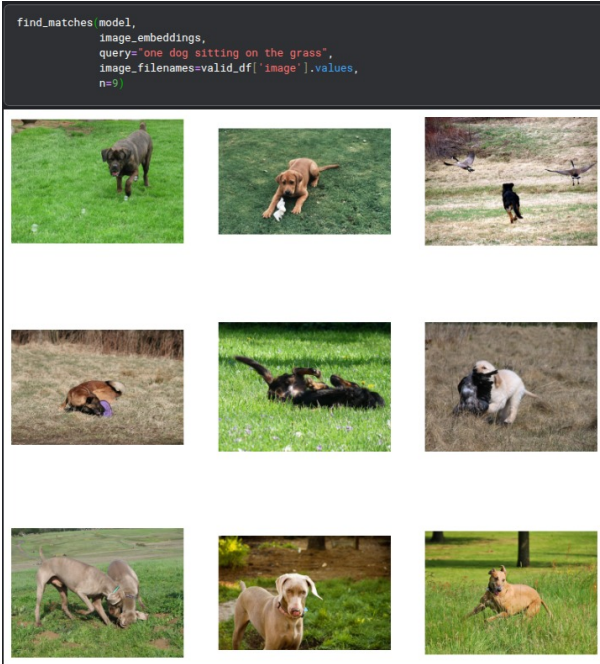 find_matches(model,
image_embeddings,
query="one dog sitting on the grass",
image_filenames=valid_df['image'].values,
n=9)